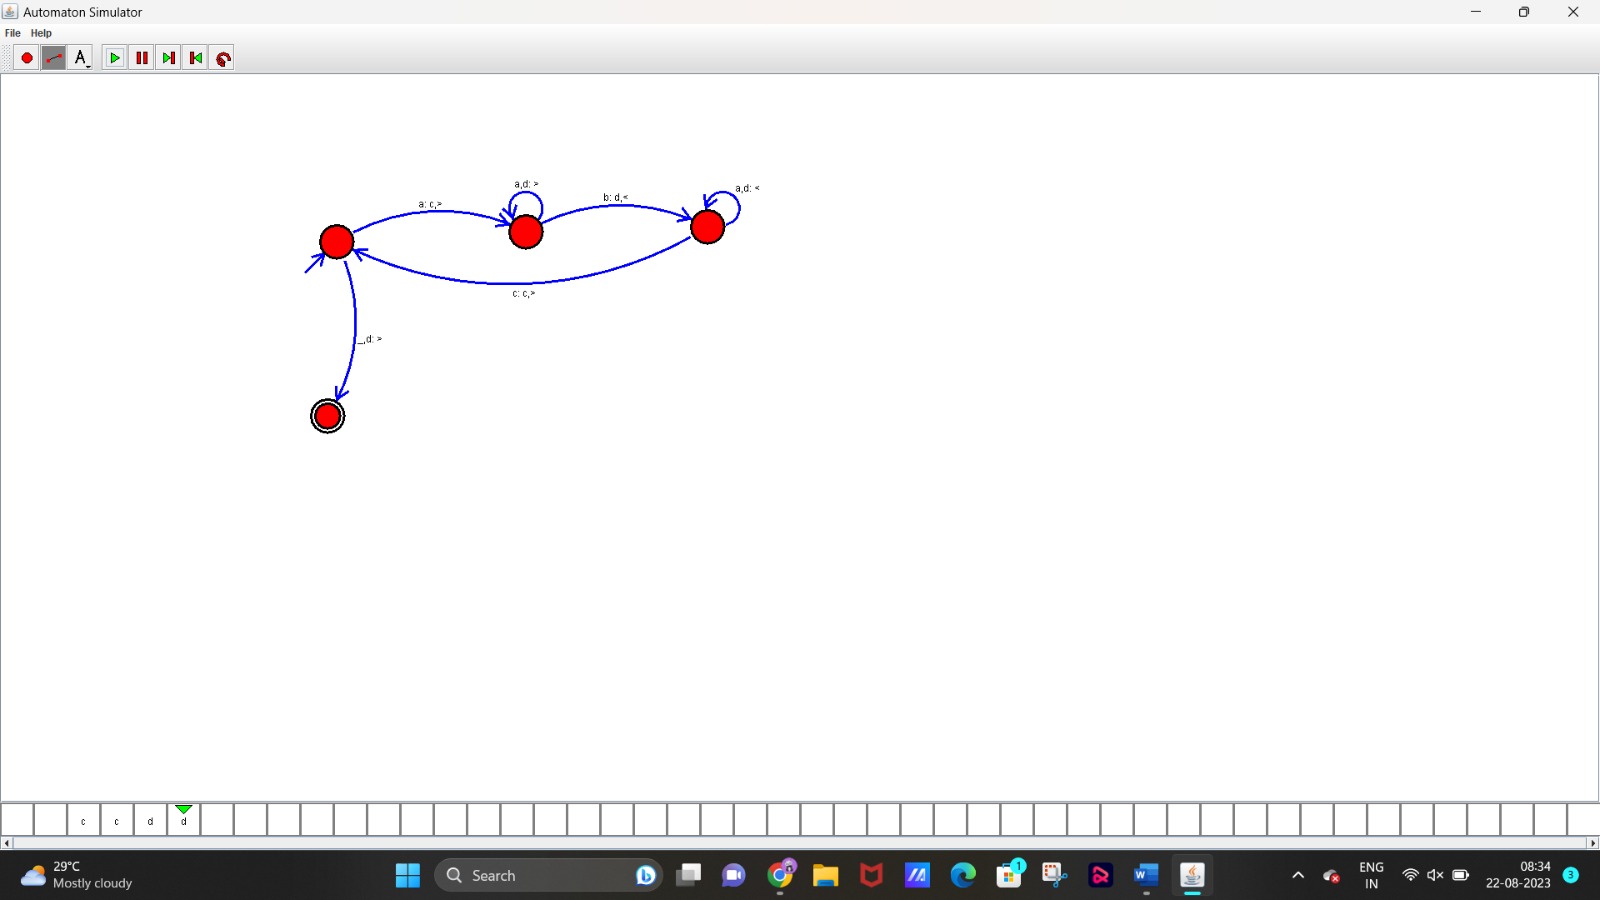 Automaton Simulator
File Help
A
a,d: >
a: c,>
b: d,<
a,d: <
c: c,>
_,d: >
c c d d
29°C
Mostly cloudy
Search
1
W
ENG
IN
08:34
22-08-2023
3